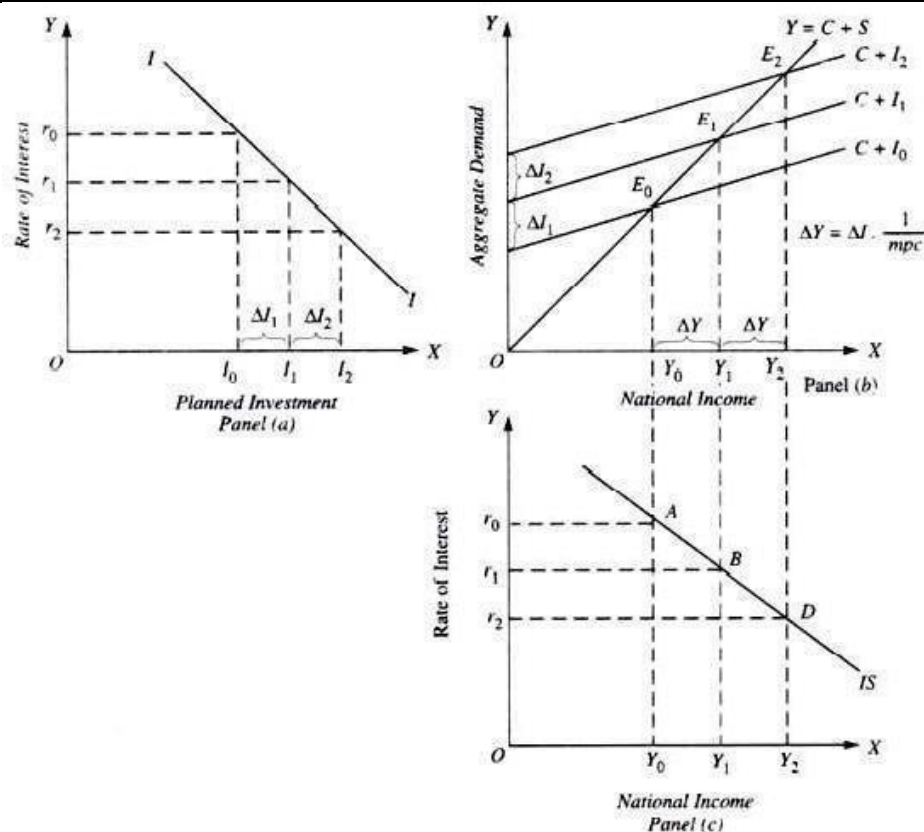 Y
I
r₀
r₁
r₂
Rate of Interest
ΔI₁ ΔI₂
O
I₀ I₁ I₂
X
I
Planned Investment
Panel (a)
Y
Y = C + S
E₂
C + I₂
E₁
C + I₁
E₀
C + I₀
Aggregate Demand
ΔI₂
ΔI₁
ΔY = ΔI . 1/mpc
ΔY ΔY
O
Y₀ Y₁ Y₂
X
National Income
Panel (b)
Y
r₀
A
r₁
B
r₂
D
Rate of Interest
IS
O
Y₀ Y₁ Y₂
X
National Income
Panel (c)